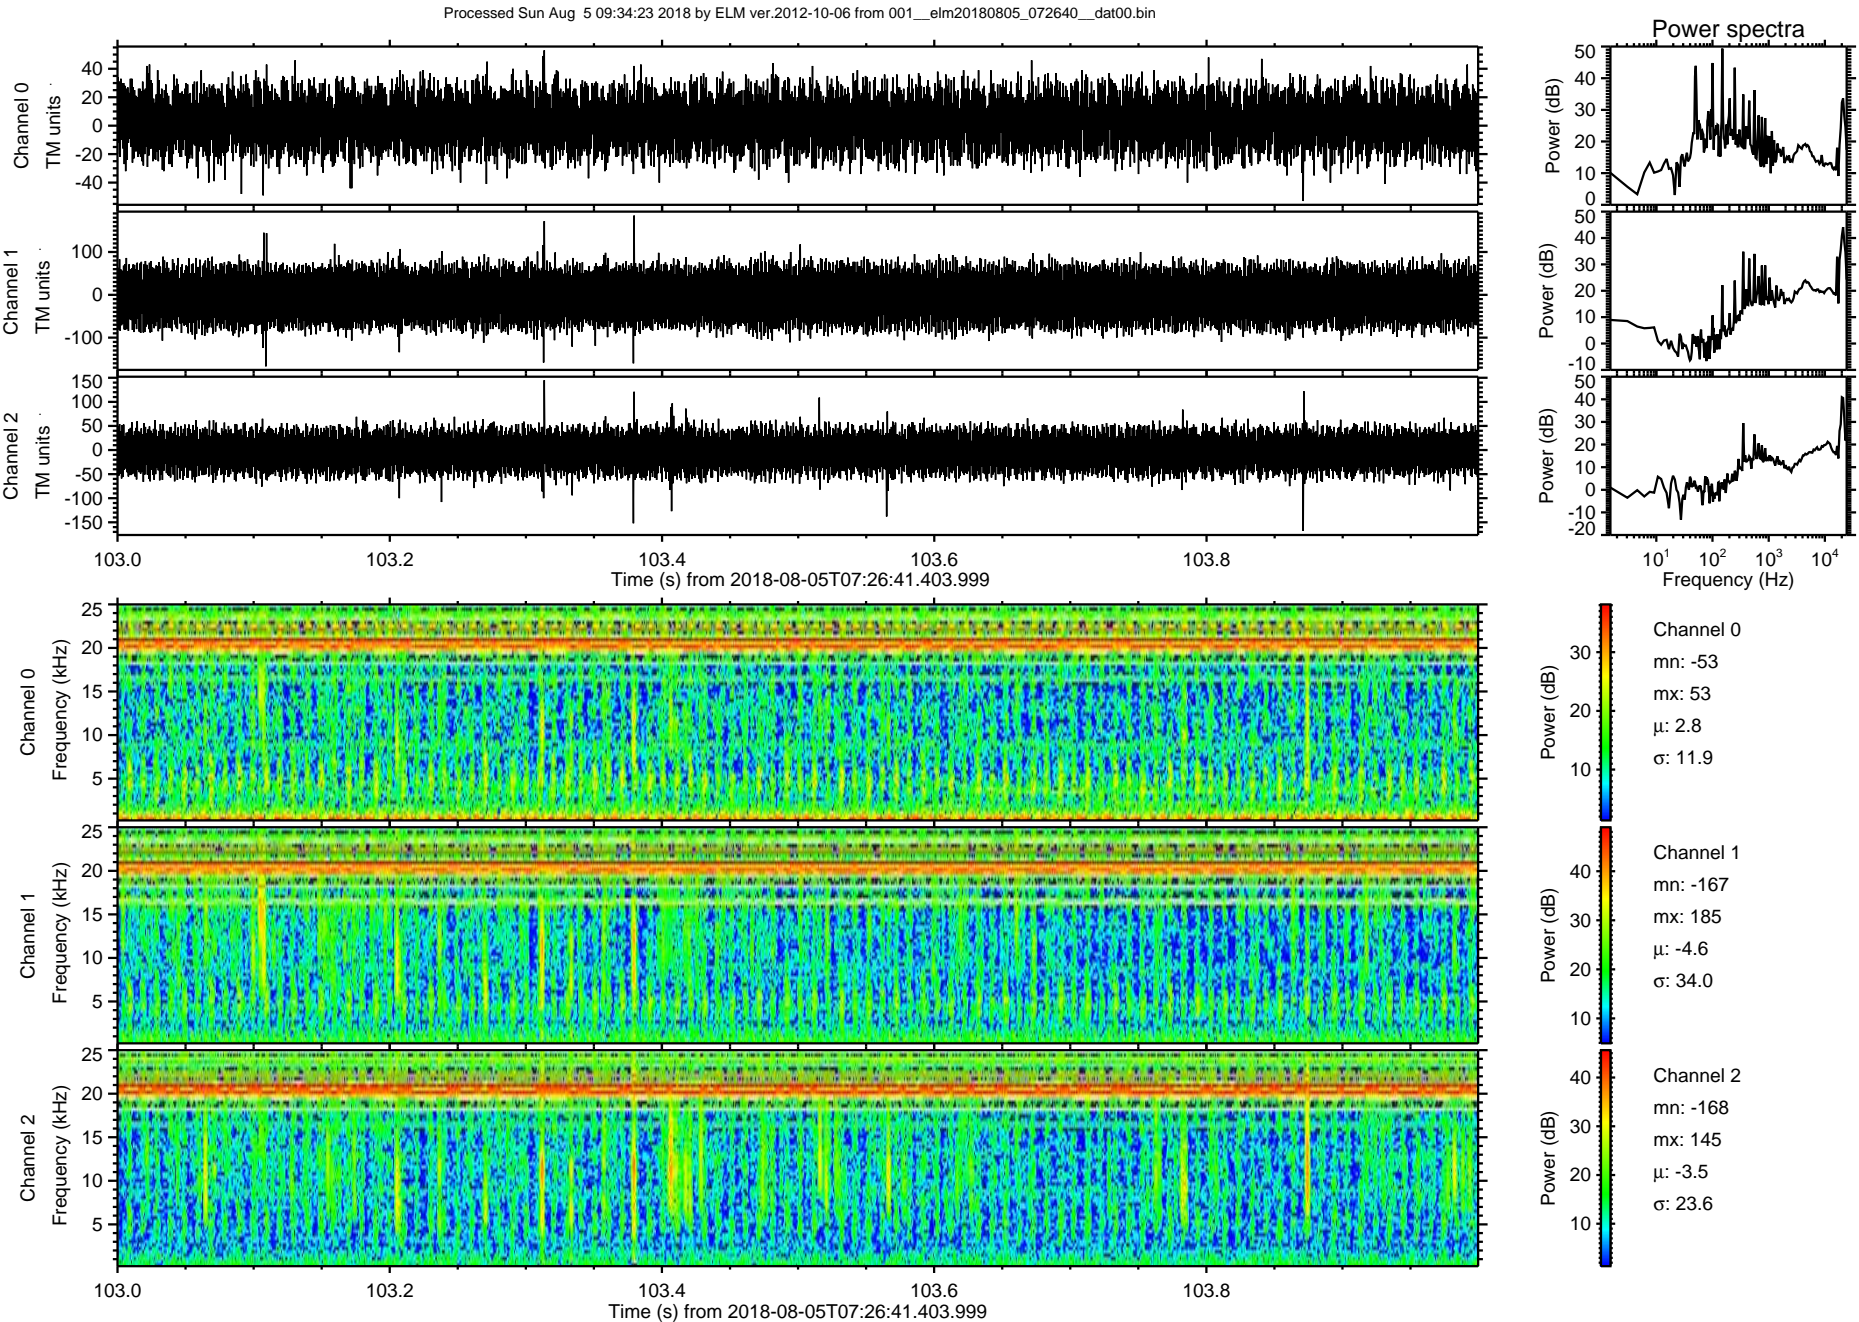 Processed Sun Aug  5 09:34:23 2018 by ELM ver.2012-10-06 from 001__elm20180805_072640__dat00.bin
Power spectra
Channel 0
TM units
40
20
0
-20
-40
Power (dB)
50
40
30
20
10
0
Channel 1
TM units
100
0
-100
Power (dB)
50
40
30
20
10
0
-10
Channel 2
TM units
150
100
50
0
-50
-100
-150
Power (dB)
50
40
30
20
10
0
-10
-20
103.0 103.2 103.4 103.6 103.8
Time (s) from 2018-08-05T07:26:41.403.999
10^1 10^2 10^3 10^4
Frequency (Hz)
Channel 0
Frequency (kHz)
25
20
15
10
5
Power (dB)
30
20
10
Channel 0
mn: -53
mx: 53
μ: 2.8
σ: 11.9
Channel 1
Frequency (kHz)
25
20
15
10
5
Power (dB)
40
30
20
10
Channel 1
mn: -167
mx: 185
μ: -4.6
σ: 34.0
Channel 2
Frequency (kHz)
25
20
15
10
5
Power (dB)
40
30
20
10
Channel 2
mn: -168
mx: 145
μ: -3.5
σ: 23.6
103.0 103.2 103.4 103.6 103.8
Time (s) from 2018-08-05T07:26:41.403.999